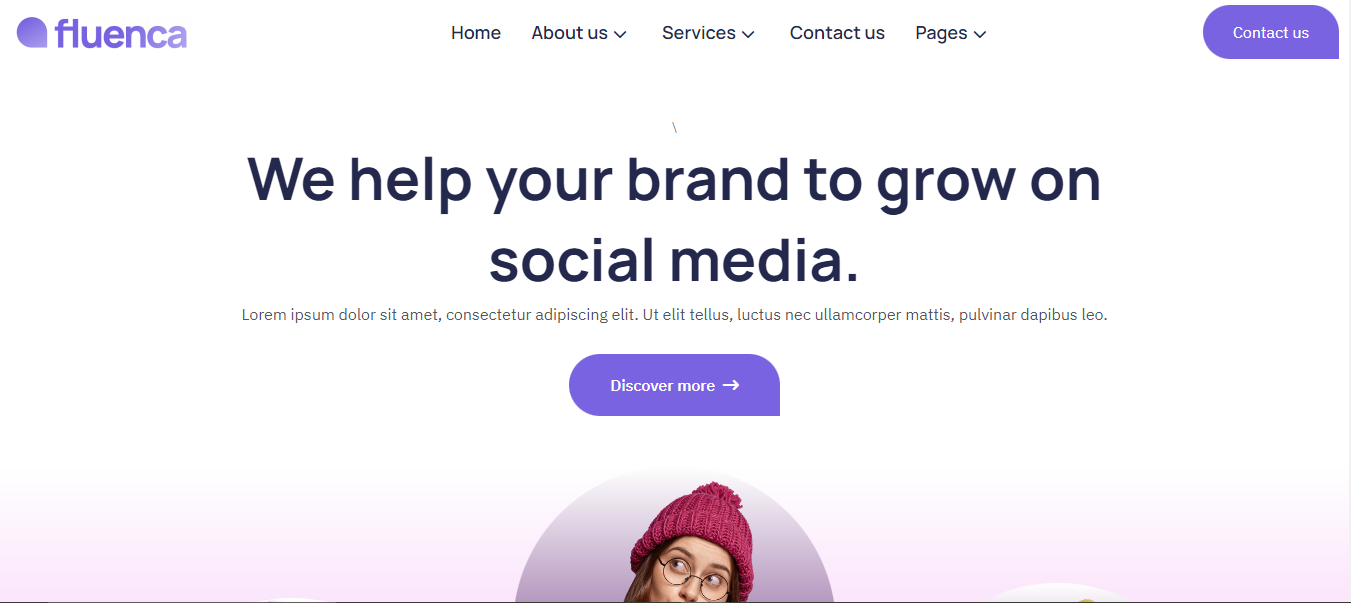 fluenca
Home About us Services Contact us Pages
Contact us
\
We help your brand to grow on
social media.
Lorem ipsum dolor sit amet, consectetur adipiscing elit. Ut elit tellus, luctus nec ullamcorper mattis, pulvinar dapibus leo.
Discover more →